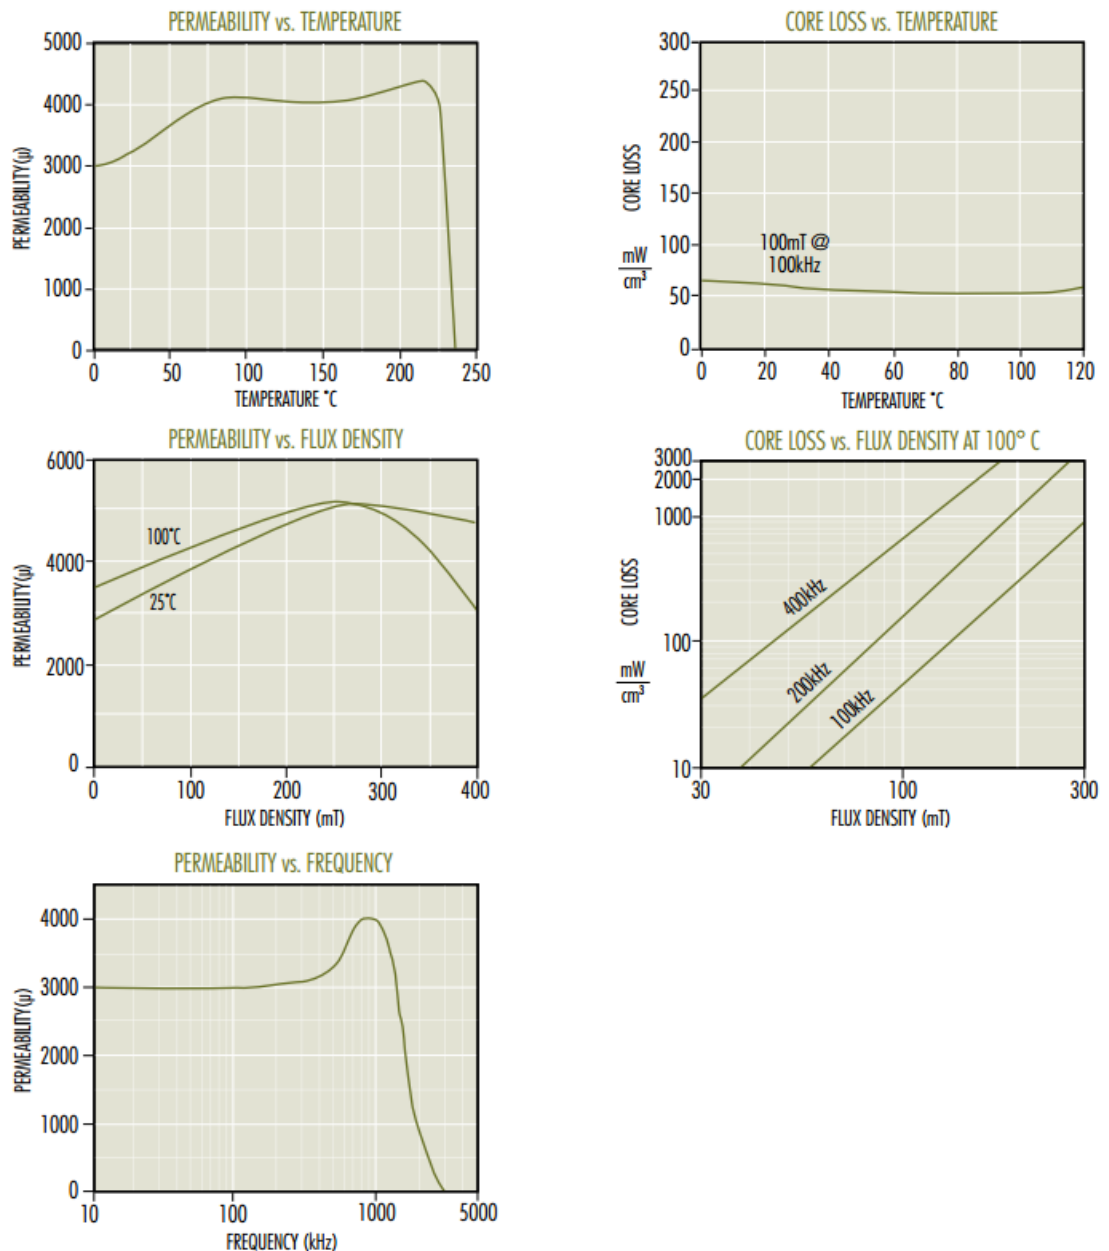 PERMEABILITY vs. TEMPERATURE
5000
4000
3000
2000
1000
0
PERMEABILITY(µ)
0 50 100 150 200 250
TEMPERATURE °C
CORE LOSS vs. TEMPERATURE
300
250
200
150
100
50
0
CORE LOSS
mW
cm³
100mT @
100kHz
0 20 40 60 80 100 120
TEMPERATURE °C
PERMEABILITY vs. FLUX DENSITY
6000
4000
2000
0
PERMEABILITY(µ)
100°C
25°C
0 100 200 300 400
FLUX DENSITY (mT)
CORE LOSS vs. FLUX DENSITY AT 100° C
3000
2000
1000
100
10
CORE LOSS
mW
cm³
400kHz
200kHz
100kHz
30 100 300
FLUX DENSITY (mT)
PERMEABILITY vs. FREQUENCY
4000
3000
2000
1000
0
PERMEABILITY(µ)
10 100 1000 5000
FREQUENCY (kHz)